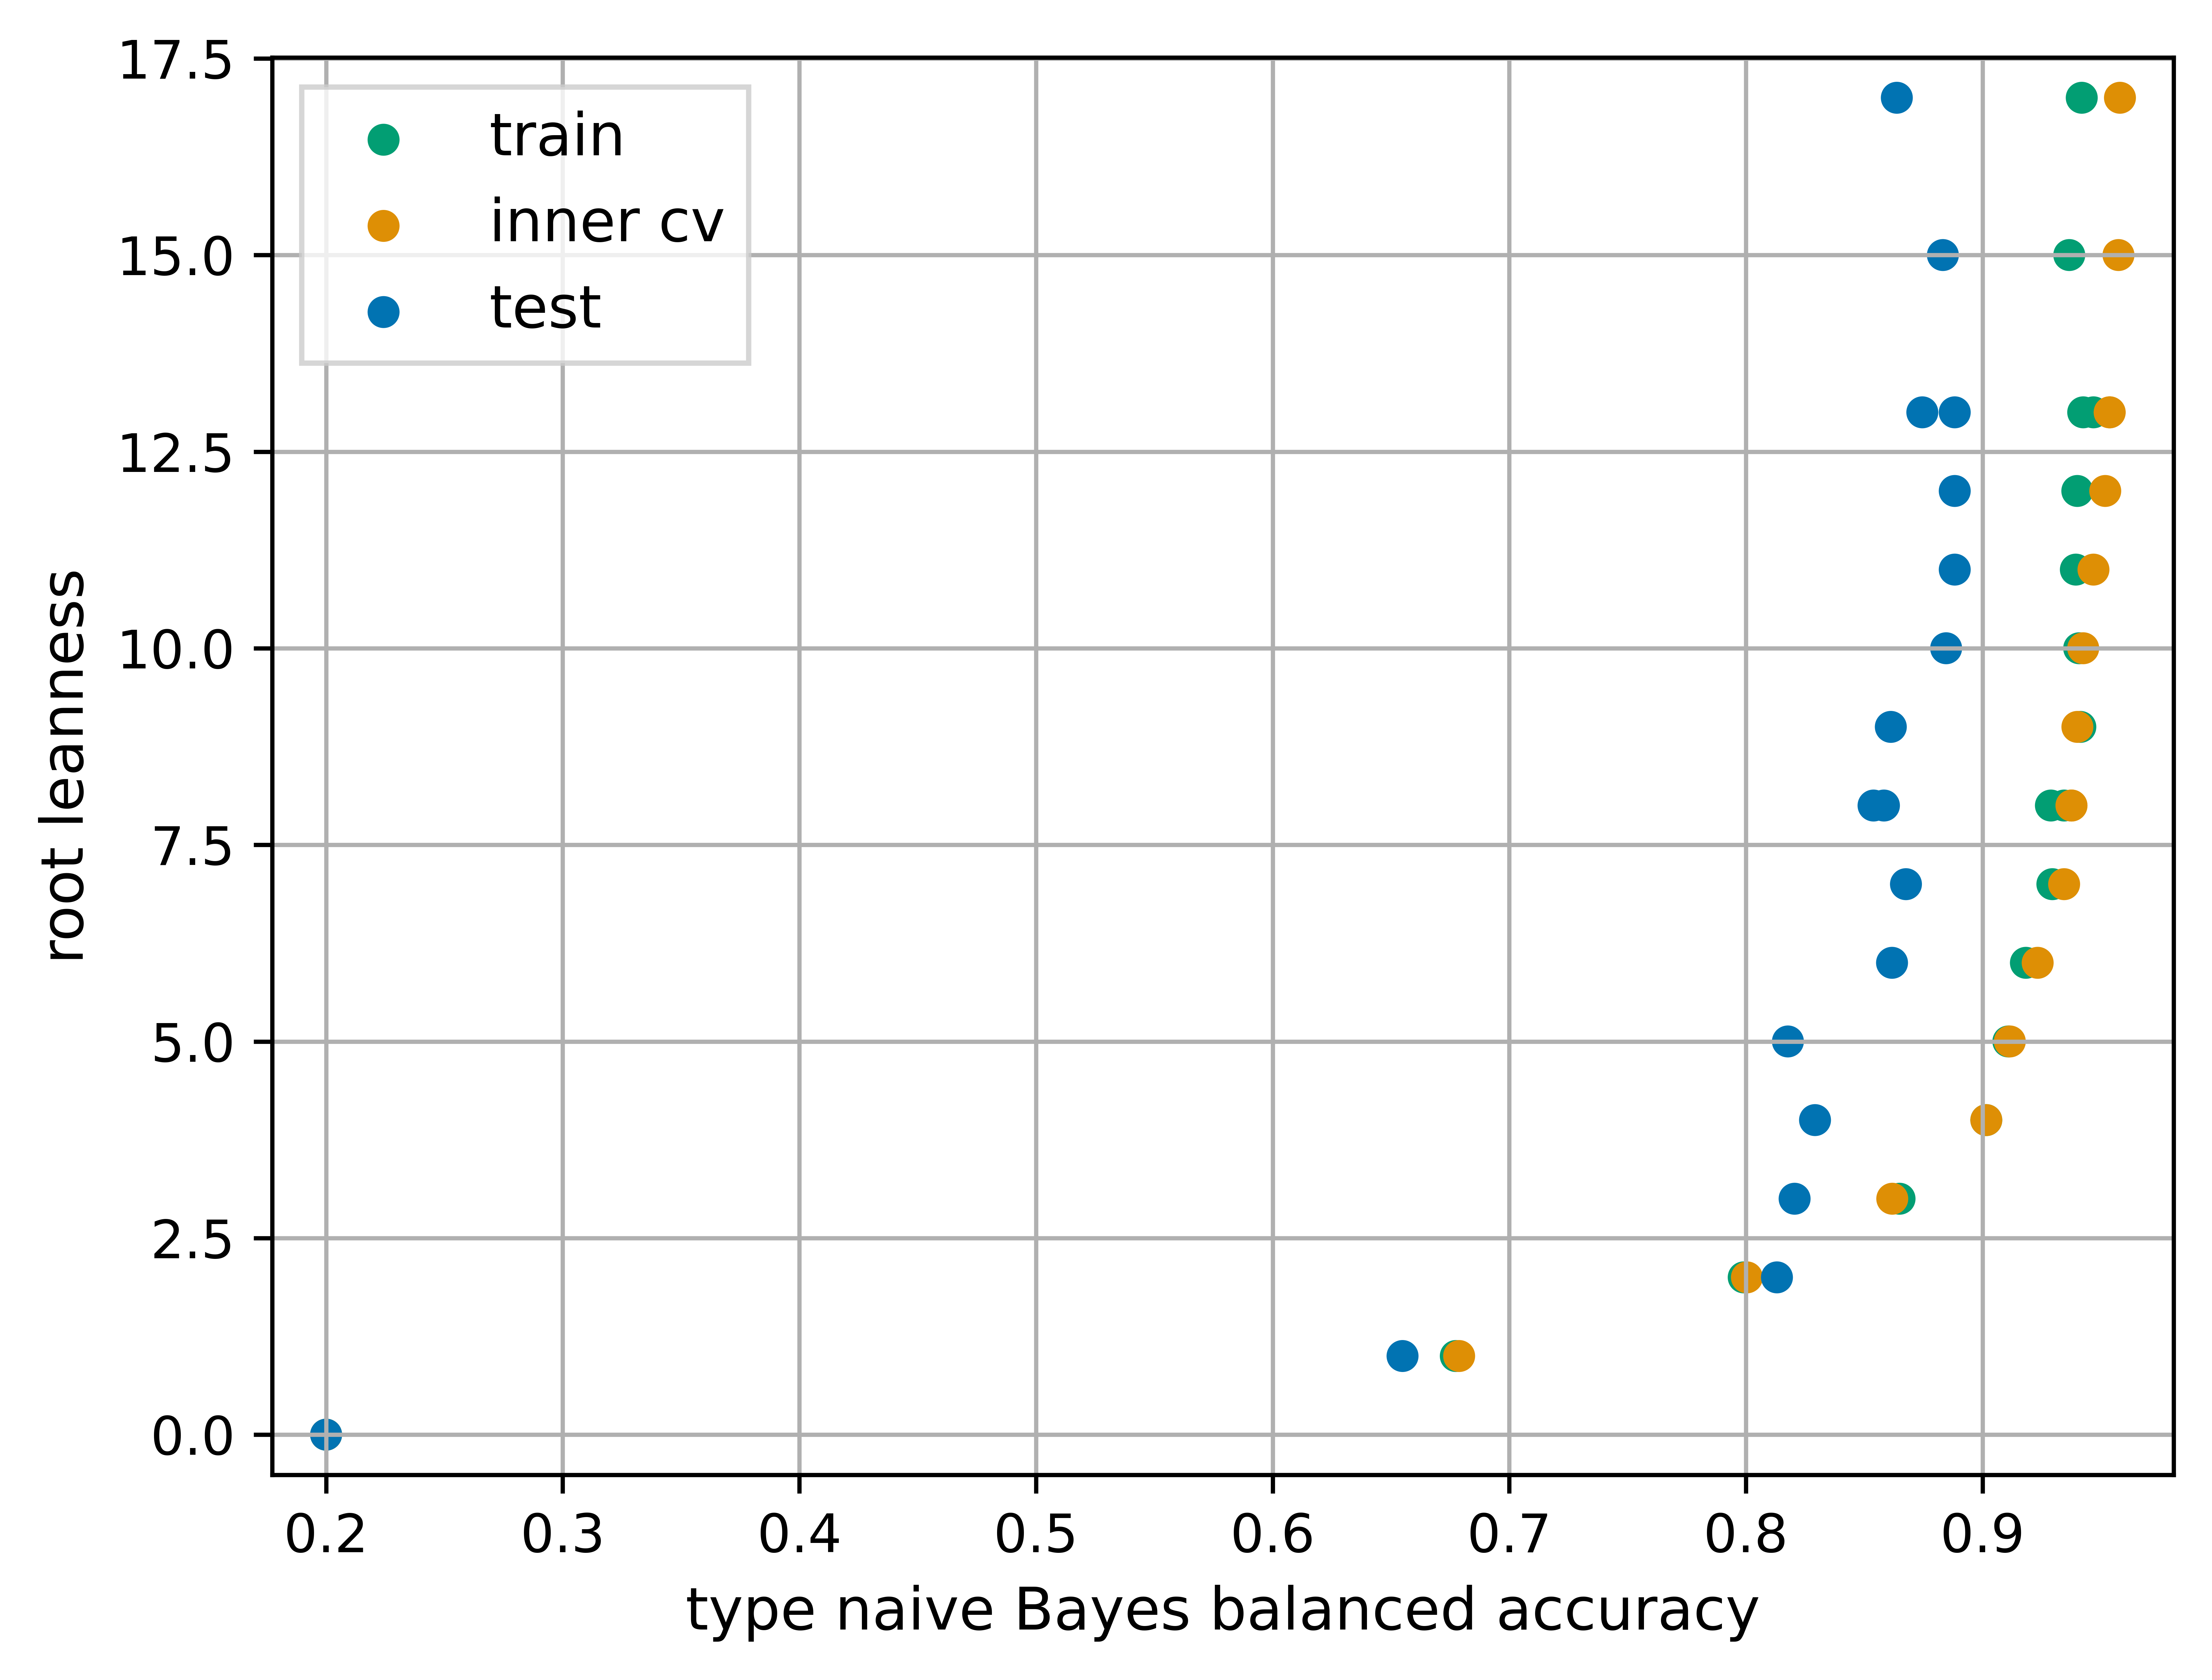 17.5
15.0
12.5
10.0
7.5
5.0
2.5
0.0
root leanness
train
inner cv
test
0.2 0.3 0.4 0.5 0.6 0.7 0.8 0.9
type naive Bayes balanced accuracy